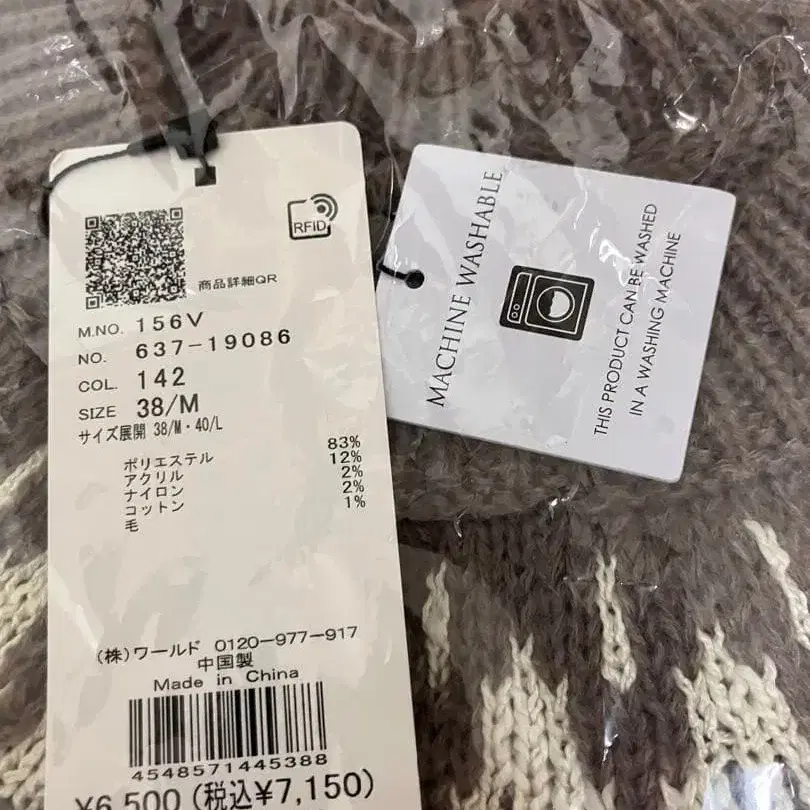 RFID
商品詳細QR
M.NO. 156V
NO. 637-19086
COL. 142
SIZE 38/M
サイズ展開 38/M・40/L
ポリエステル 83%
アクリル 12%
ナイロン 2%
コットン 2%
毛 1%
(株)ワールド 0120-977-917
中国製
Made in China
4548571445388
¥6,500(税込¥7,150)
MACHINE WASHABLE
THIS PRODUCT CAN BE WASHED
IN A WASHING MACHINE